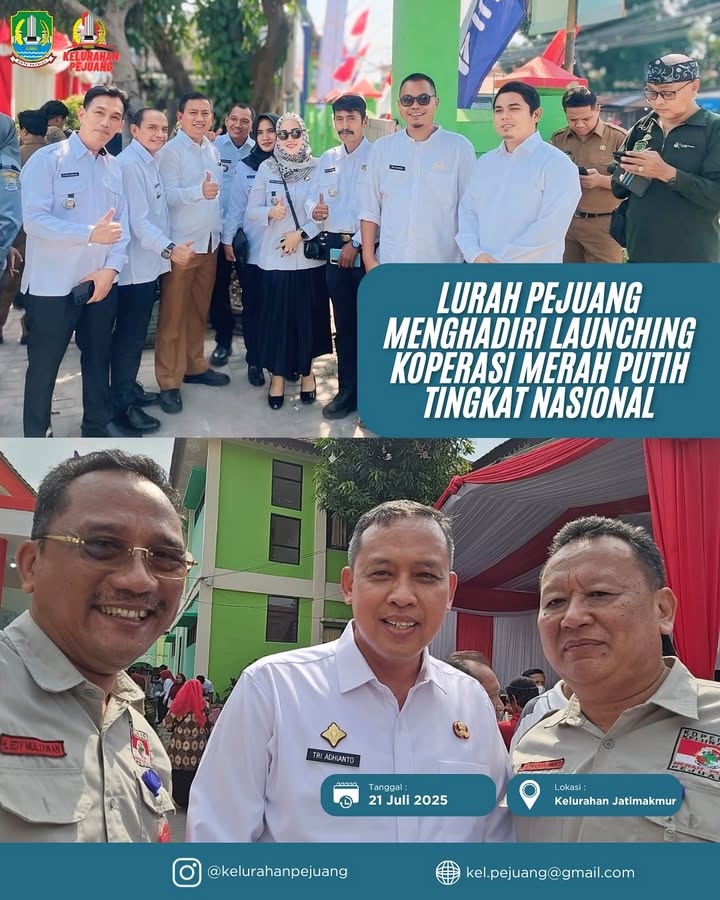 KELURAHAN
PEJUANG
LURAH PEJUANG
MENGHADIRI LAUNCHING
KOPERASI MERAH PUTIH
TINGKAT NASIONAL
TRI ADHIANTO
Tanggal :
21 Juli 2025
Lokasi :
Kelurahan Jatimakmur
@kelurahanpejuang
kel.pejuang@gmail.com